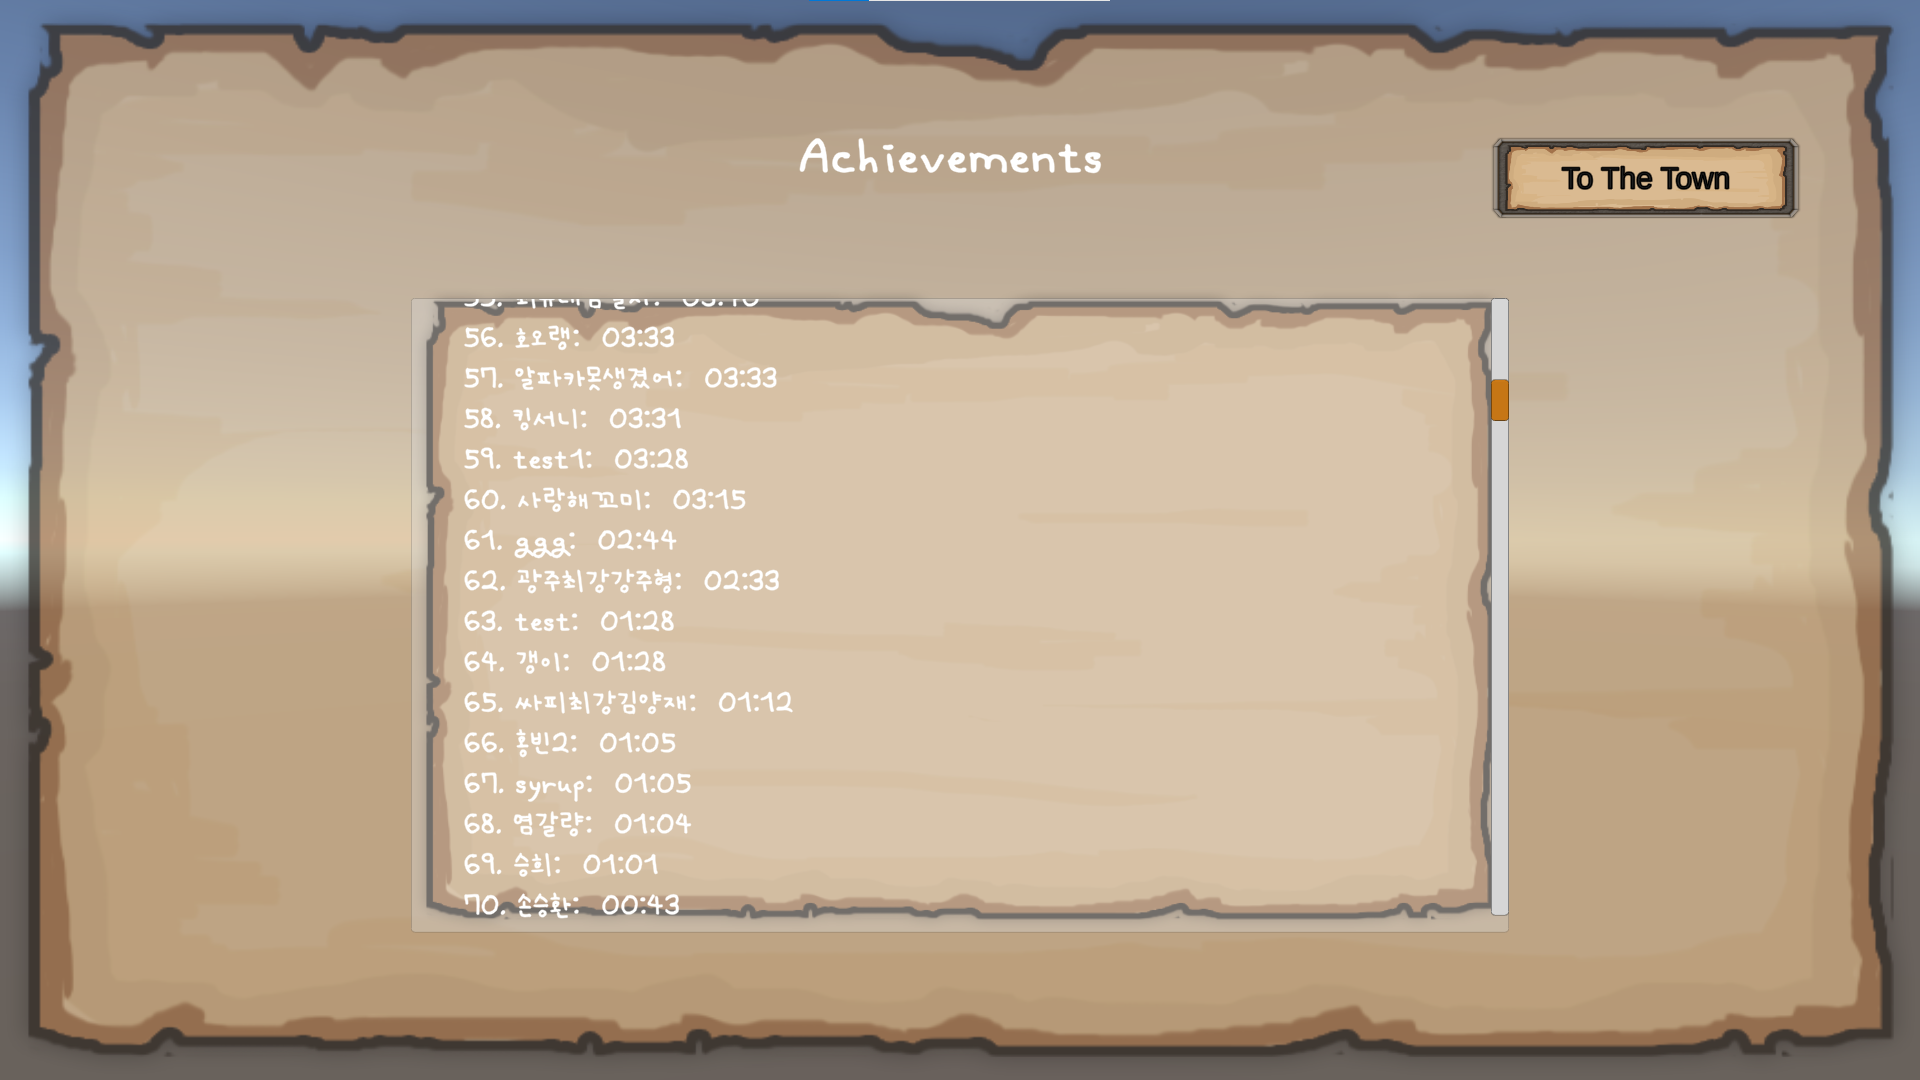 Achievements
To The Town
56. 호오랭: 03:33
57. 알파카못생겼어: 03:33
58. 킹서니: 03:31
59. test1: 03:28
60. 사랑해 꼬미: 03:15
61. ggg: 02:44
62. 광주최강강주형: 02:33
63. test: 01:28
64. 갱이: 01:28
65. 싸피최강김양재: 01:12
66. 홍빈2: 01:05
67. syrup: 01:05
68. 염갈량: 01:04
69. 승희: 01:01
70. 손승환: 00:43